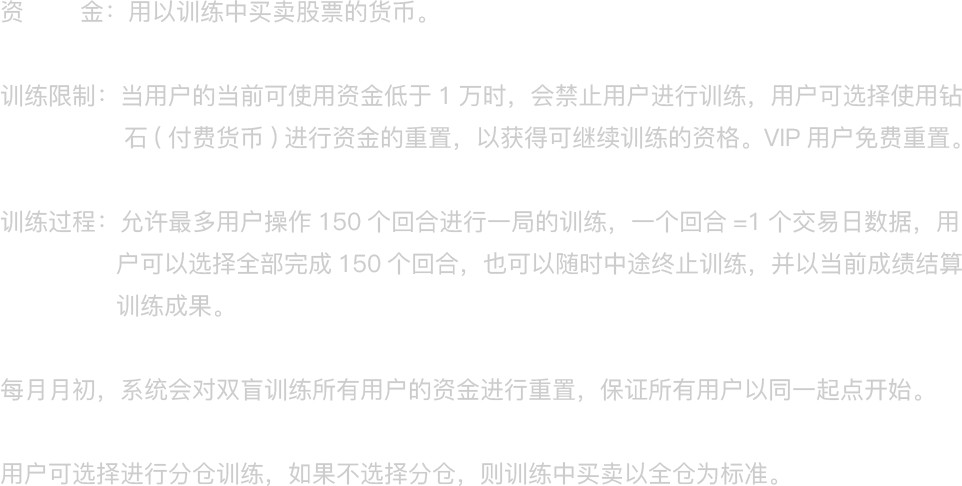 资　　金：用以训练中买卖股票的货币。
训练限制：当用户的当前可使用资金低于 1 万时，会禁止用户进行训练，用户可选择使用钻
石 ( 付费货币 ) 进行资金的重置，以获得可继续训练的资格。VIP 用户免费重置。
训练过程：允许最多用户操作 150 个回合进行一局的训练，一个回合 =1 个交易日数据，用
户可以选择全部完成 150 个回合，也可以随时中途终止训练，并以当前成绩结算
训练成果。
每月月初，系统会对双盲训练所有用户的资金进行重置，保证所有用户以同一起点开始。
用户可选择进行分仓训练，如果不选择分仓，则训练中买卖以全仓为标准。